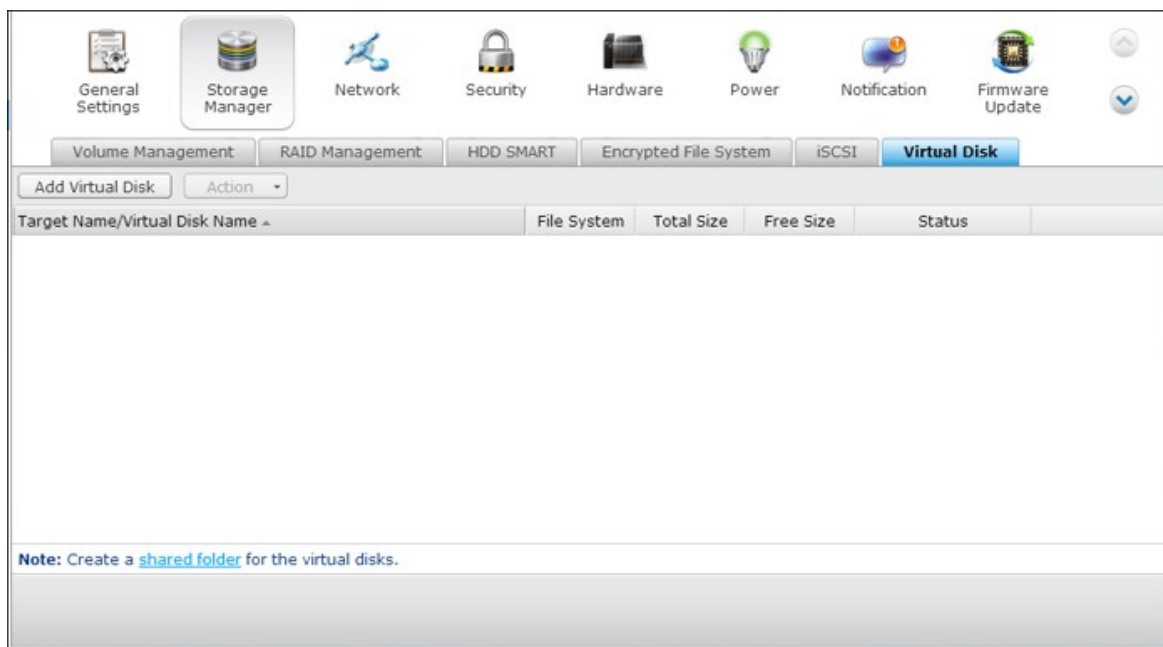 General Settings
Storage Manager
Network
Security
Hardware
Power
Notification
Firmware Update
Volume Management
RAID Management
HDD SMART
Encrypted File System
iSCSI
Virtual Disk
Add Virtual Disk
Action
Target Name/Virtual Disk Name
File System
Total Size
Free Size
Status
Note: Create a shared folder for the virtual disks.